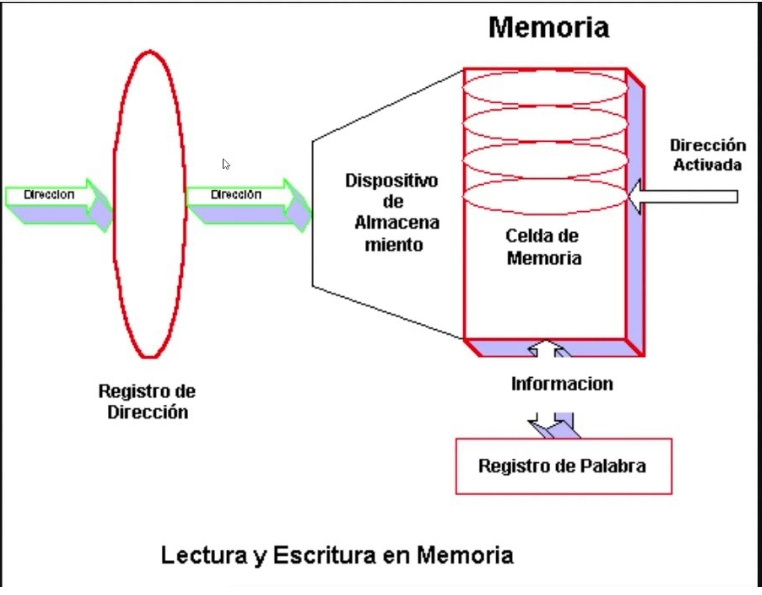 Memoria
Dirección
Activada
Direccion
Dirección
Dispositivo
de
Almacena
miento
Celda de
Memoria
Registro de
Dirección
Informacion
Registro de Palabra
Lectura y Escritura en Memoria